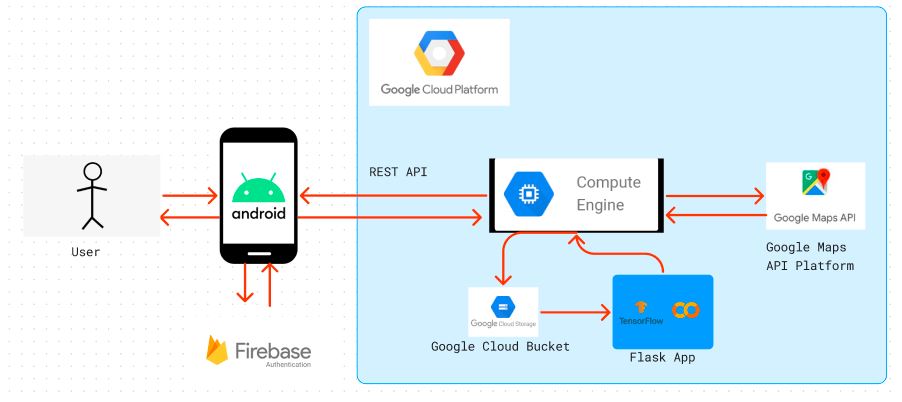 Google Cloud Platform
REST API
Compute
Engine
android
User
G
Google Maps API
Google Maps
API Platform
Google Cloud Storage
Google Cloud Bucket
TensorFlow
Flask App
Firebase
Authentication